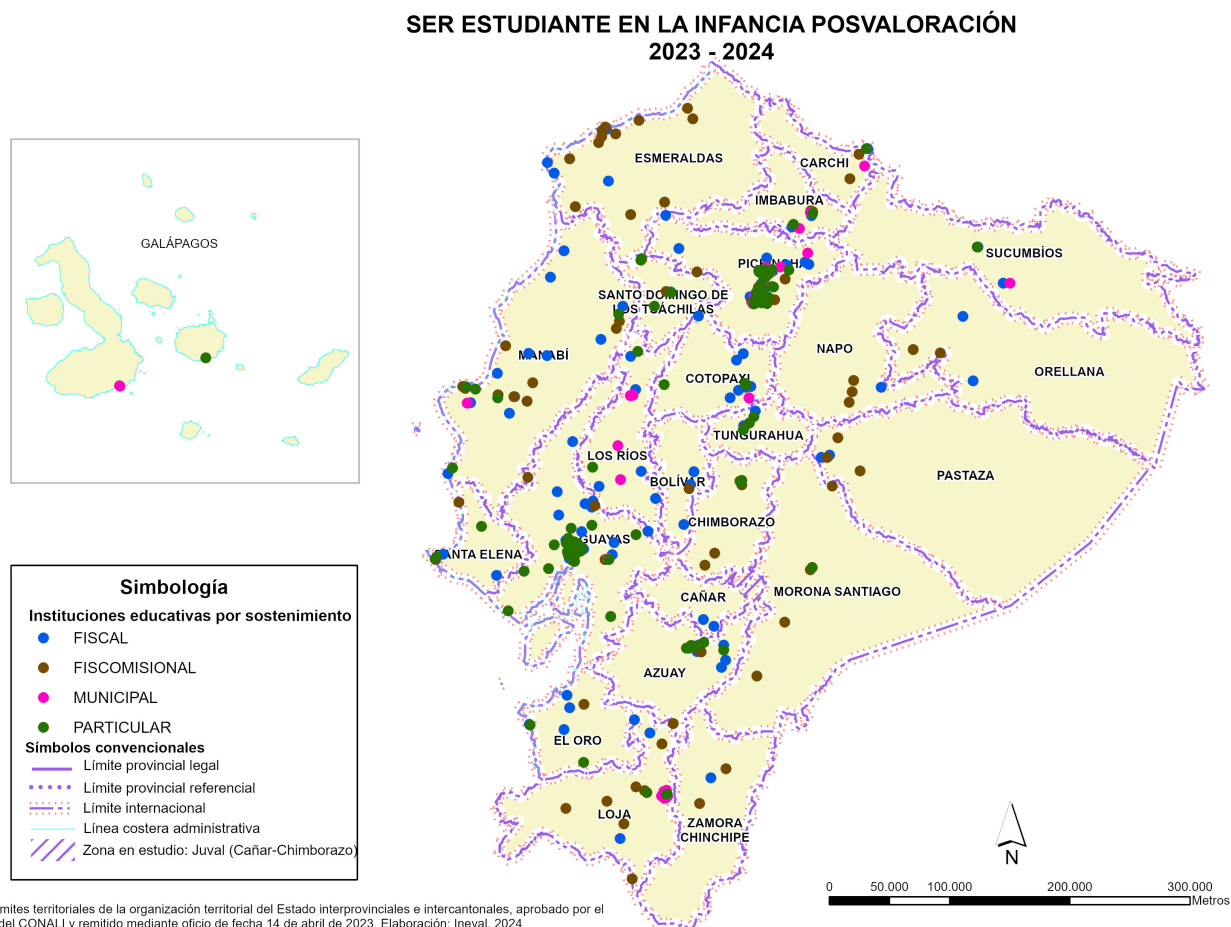 SER ESTUDIANTE EN LA INFANCIA POSVALORACIÓN
2023 - 2024
GALÁPAGOS
ESMERALDAS
CARCHI
IMBABURA
SUCUMBÍOS
PICHINCHA
SANTO DOMINGO DE
LOS TSÁCHILAS
MANABÍ
NAPO
ORELLANA
COTOPAXI
TUNGURAHUA
LOS RÍOS
BOLÍVAR
PASTAZA
CHIMBORAZO
GUAYAS
SANTA ELENA
CAÑAR
MORONA SANTIAGO
AZUAY
EL ORO
LOJA
ZAMORA
CHINCHIPE
Simbología
Instituciones educativas por sostenimiento
FISCAL
FISCOMISIONAL
MUNICIPAL
PARTICULAR
Símbolos convencionales
Límite provincial legal
Límite provincial referencial
Límite internacional
Línea costera administrativa
Zona en estudio: Juval (Cañar-Chimborazo)
N
0 50.000 100.000 200.000 300.000
Metros
mites territoriales de la organización territorial del Estado interprovinciales e intercantonales, aprobado por el
del CONALI y remitido mediante oficio de fecha 14 de abril de 2023. Elaboración: Ineval, 2024